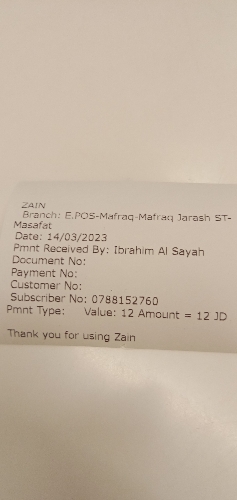 ZAIN
Branch: E.POS-Mafraq-Mafraq Jarash ST-
Masafat
Date: 14/03/2023
Pmnt Received By: Ibrahim Al Sayah
Document No:
Payment No:
Customer No:
Subscriber No: 0788152760
Pmnt Type: Value: 12 Amount = 12 JD
Thank you for using Zain